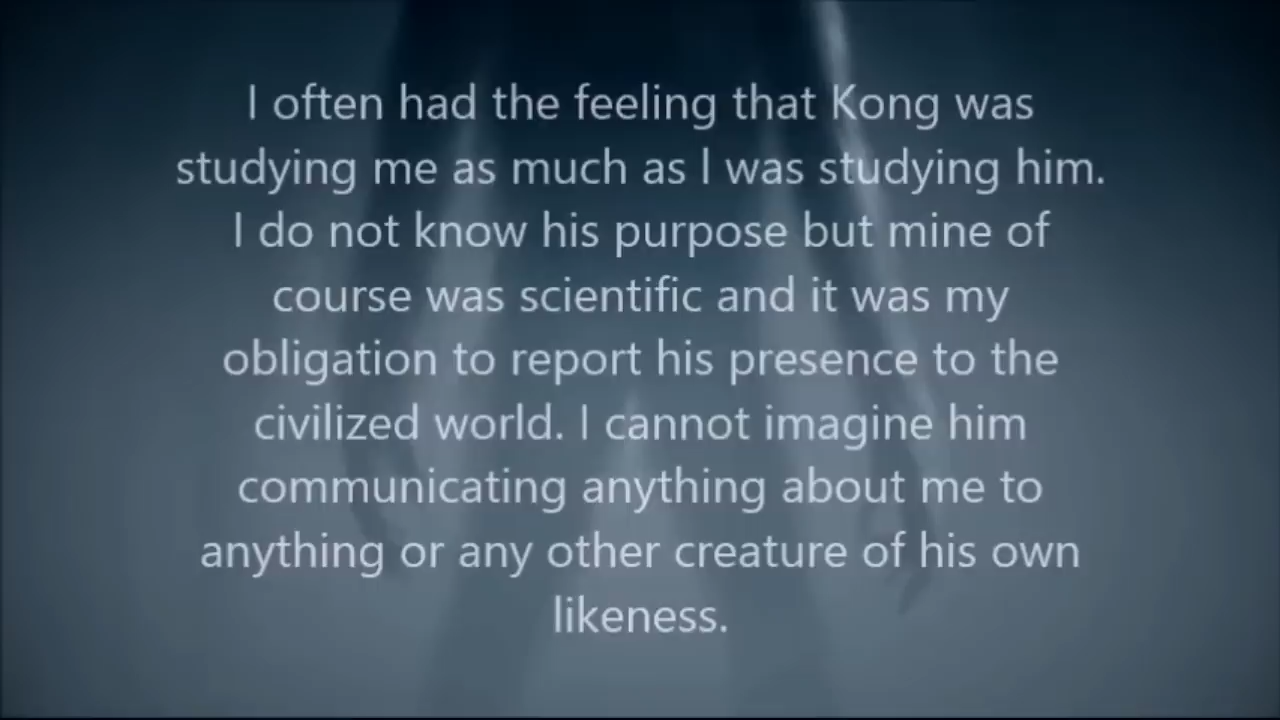 I often had the feeling that Kong was
studying me as much as I was studying him.
I do not know his purpose but mine of
course was scientific and it was my
obligation to report his presence to the
civilized world. I cannot imagine him
communicating anything about me to
anything or any other creature of his own
likeness.